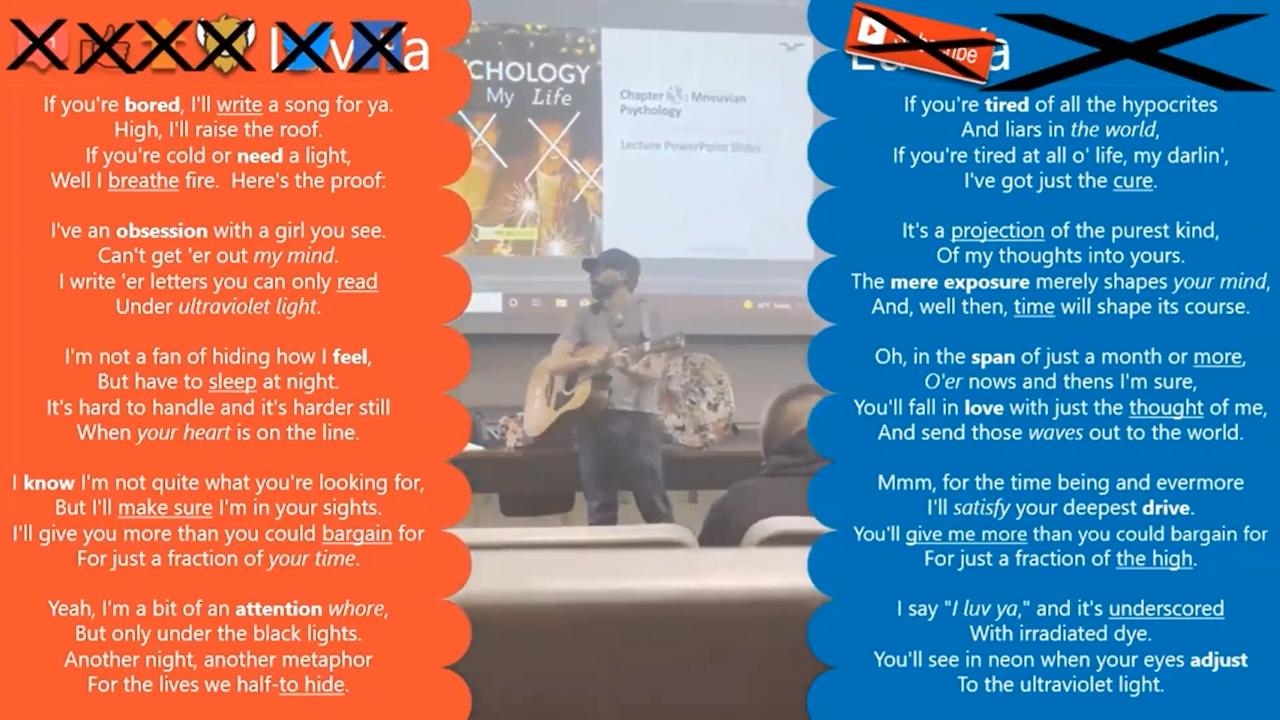 If you're bored, I'll write a song for ya.
High, I'll raise the roof.
If you're cold or need a light,
Well I breathe fire.  Here's the proof:
I've an obsession with a girl you see.
Can't get 'er out my mind.
I write 'er letters you can only read
Under ultraviolet light.
I'm not a fan of hiding how I feel,
But have to sleep at night.
It's hard to handle and it's harder still
When your heart is on the line.
I know I'm not quite what you're looking for,
But I'll make sure I'm in your sights.
I'll give you more than you could bargain for
For just a fraction of your time.
Yeah, I'm a bit of an attention whore,
But only under the black lights.
Another night, another metaphor
For the lives we half-to hide.
CHOLOGY
My Life
Chapter : Mneuvian
Psychology
Lecture PowerPoint Slides
If you're tired of all the hypocrites
And liars in the world,
If you're tired at all o' life, my darlin',
I've got just the cure.
It's a projection of the purest kind,
Of my thoughts into yours.
The mere exposure merely shapes your mind,
And, well then, time will shape its course.
Oh, in the span of just a month or more,
O'er nows and thens I'm sure,
You'll fall in love with just the thought of me,
And send those waves out to the world.
Mmm, for the time being and evermore
I'll satisfy your deepest drive.
You'll give me more than you could bargain for
For just a fraction of the high.
I say "I luv ya," and it's underscored
With irradiated dye.
You'll see in neon when your eyes adjust
To the ultraviolet light.